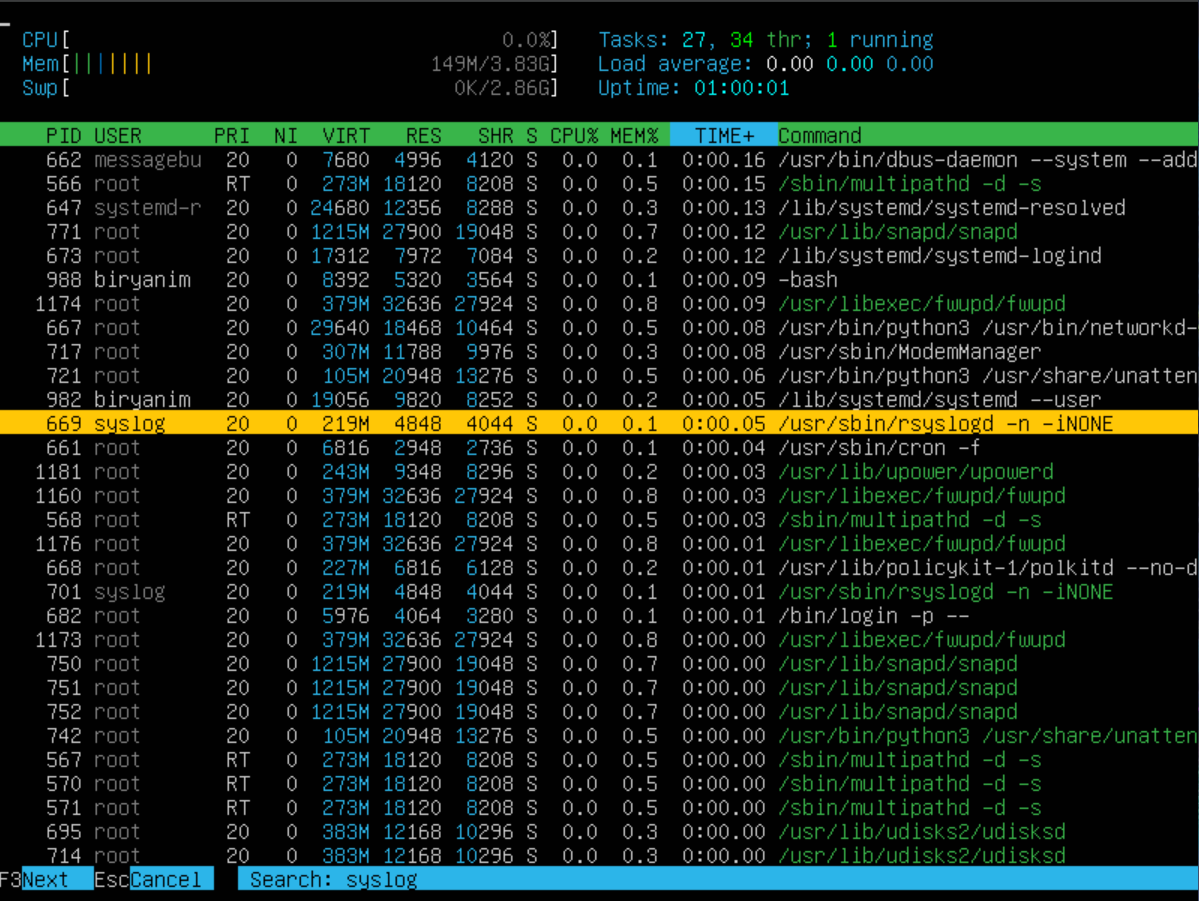 CPU[ 0.0%] Tasks: 27, 34 thr; 1 running
Mem[||||||| 149M/3.83G] Load average: 0.00 0.00 0.00
Swp[ 0K/2.86G] Uptime: 01:00:01
PID USER PRI NI VIRT RES SHR S CPU% MEM% TIME+ Command
662 messagebu 20 0 7680 4996 4120 S 0.0 0.1 0:00.16 /usr/bin/dbus-daemon --system --add
566 root RT 0 273M 18120 8208 S 0.0 0.5 0:00.15 /sbin/multipathd -d -s
647 systemd-r 20 0 24680 12356 8288 S 0.0 0.3 0:00.13 /lib/systemd/systemd-resolved
771 root 20 0 1215M 27900 19048 S 0.0 0.7 0:00.12 /usr/lib/snapd/snapd
673 root 20 0 17312 7972 7084 S 0.0 0.2 0:00.12 /lib/systemd/systemd-logind
988 biryanim 20 0 8392 5320 3564 S 0.0 0.1 0:00.09 -bash
1174 root 20 0 379M 32636 27924 S 0.0 0.8 0:00.09 /usr/libexec/fwupd/fwupd
667 root 20 0 29640 18468 10464 S 0.0 0.5 0:00.08 /usr/bin/python3 /usr/bin/networkd-
717 root 20 0 307M 11788 9976 S 0.0 0.3 0:00.08 /usr/sbin/ModemManager
721 root 20 0 105M 20948 13276 S 0.0 0.5 0:00.06 /usr/bin/python3 /usr/share/unatten
982 biryanim 20 0 19056 9820 8252 S 0.0 0.2 0:00.05 /lib/systemd/systemd --user
669 syslog 20 0 219M 4848 4044 S 0.0 0.1 0:00.05 /usr/sbin/rsyslogd -n -iNONE
661 root 20 0 6816 2948 2736 S 0.0 0.1 0:00.04 /usr/sbin/cron -f
1181 root 20 0 243M 9348 8296 S 0.0 0.2 0:00.03 /usr/lib/upower/upowerd
1160 root 20 0 379M 32636 27924 S 0.0 0.8 0:00.03 /usr/libexec/fwupd/fwupd
568 root RT 0 273M 18120 8208 S 0.0 0.5 0:00.03 /sbin/multipathd -d -s
1176 root 20 0 379M 32636 27924 S 0.0 0.8 0:00.01 /usr/libexec/fwupd/fwupd
668 root 20 0 227M 6816 6128 S 0.0 0.2 0:00.01 /usr/lib/policykit-1/polkitd --no-d
701 syslog 20 0 219M 4848 4044 S 0.0 0.1 0:00.01 /usr/sbin/rsyslogd -n -iNONE
682 root 20 0 5976 4064 3280 S 0.0 0.1 0:00.01 /bin/login -p --
1173 root 20 0 379M 32636 27924 S 0.0 0.8 0:00.00 /usr/libexec/fwupd/fwupd
750 root 20 0 1215M 27900 19048 S 0.0 0.7 0:00.00 /usr/lib/snapd/snapd
751 root 20 0 1215M 27900 19048 S 0.0 0.7 0:00.00 /usr/lib/snapd/snapd
752 root 20 0 1215M 27900 19048 S 0.0 0.7 0:00.00 /usr/lib/snapd/snapd
742 root 20 0 105M 20948 13276 S 0.0 0.5 0:00.00 /usr/bin/python3 /usr/share/unatten
567 root RT 0 273M 18120 8208 S 0.0 0.5 0:00.00 /sbin/multipathd -d -s
570 root RT 0 273M 18120 8208 S 0.0 0.5 0:00.00 /sbin/multipathd -d -s
571 root RT 0 273M 18120 8208 S 0.0 0.5 0:00.00 /sbin/multipathd -d -s
695 root 20 0 383M 12168 10296 S 0.0 0.3 0:00.00 /usr/lib/udisks2/udisksd
714 root 20 0 383M 12168 10296 S 0.0 0.3 0:00.00 /usr/lib/udisks2/udisksd
F3Next EscCancel Search: syslog